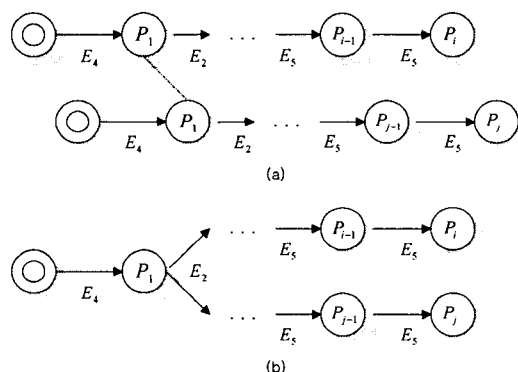 P₁ ... Pᵢ₋₁ Pᵢ
E₄ E₂ E₅ E₅
P₁ ... Pⱼ₋₁ Pⱼ
E₄ E₂ E₅ E₅
(a)
... Pᵢ₋₁ Pᵢ
P₁ E₂ E₅ E₅
E₄
... Pⱼ₋₁ Pⱼ
E₅ E₅
(b)